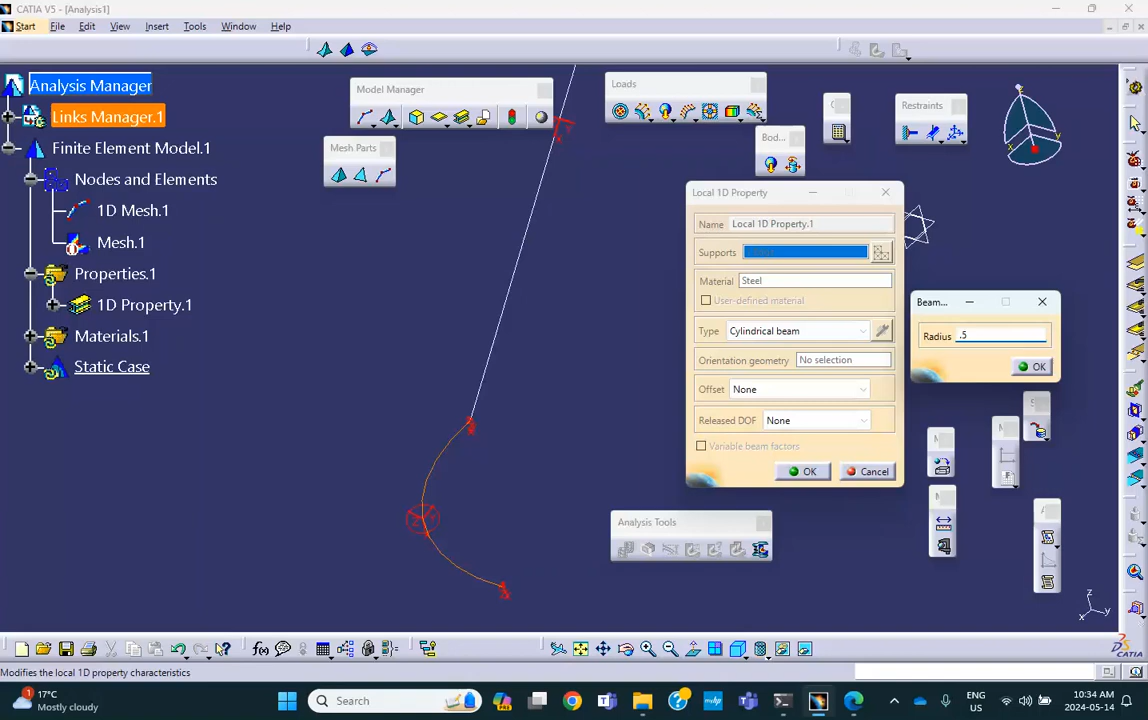 CATIA V5 - [Analysis1]
Start File Edit View Insert Tools Window Help
Analysis Manager
Links Manager.1
Finite Element Model.1
Nodes and Elements
1D Mesh.1
Mesh.1
Properties.1
1D Property.1
Materials.1
Static Case
Model Manager
Loads
Restraints
Bod...
Mesh Parts
Local 1D Property
Name Local 1D Property.1
Supports
Material Steel
User-defined material
Type Cylindrical beam
Orientation geometry No selection
Offset None
Released DOF None
Variable beam factors
OK Cancel
Beam...
Radius .5
OK
Analysis Tools
Modifies the local 1D property characteristics
17°C
Mostly cloudy
Search
ENG
US
10:34 AM
2024-05-14